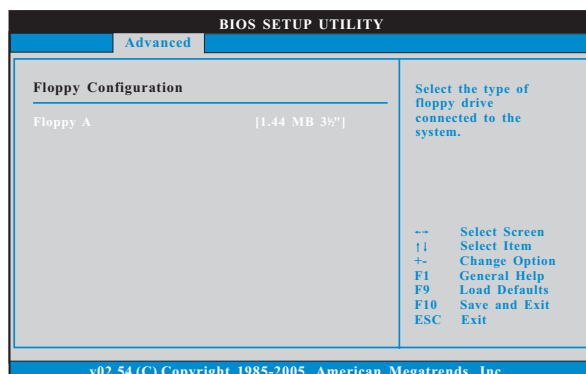 BIOS SETUP UTILITY
Advanced
Floppy Configuration
Floppy A [1.44 MB 3½"]
Select the type of
floppy drive
connected to the
system.
←→ Select Screen
↑↓ Select Item
+- Change Option
F1 General Help
F9 Load Defaults
F10 Save and Exit
ESC Exit
v02.54 (C) Copyright 1985-2005, American Megatrends, Inc.